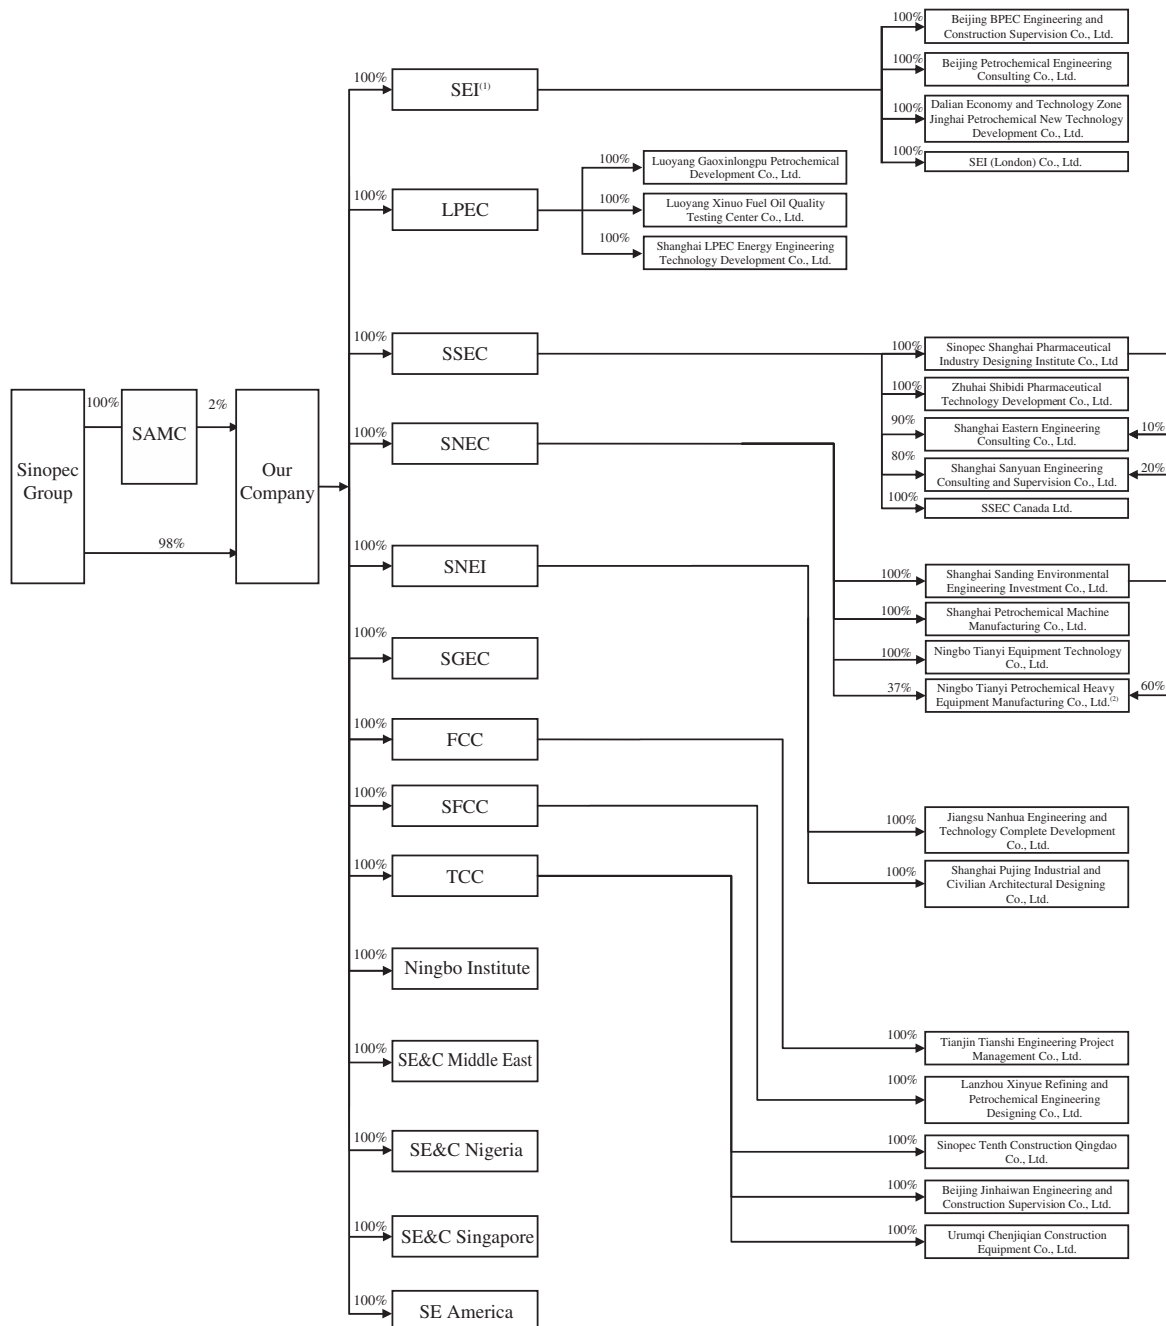 Sinopec
Group
100%
SAMC
2%
98%
Our
Company
100%
SEI(1)
100%
Beijing BPEC Engineering and
Construction Supervision Co., Ltd.
100%
Beijing Petrochemical Engineering
Consulting Co., Ltd.
100%
Dalian Economy and Technology Zone
Jinghai Petrochemical New Technology
Development Co., Ltd.
100%
SEI (London) Co., Ltd.
100%
LPEC
100%
Luoyang Gaoxinlongpu Petrochemical
Development Co., Ltd.
100%
Luoyang Xinuo Fuel Oil Quality
Testing Center Co., Ltd.
100%
Shanghai LPEC Energy Engineering
Technology Development Co., Ltd.
100%
SSEC
100%
Sinopec Shanghai Pharmaceutical
Industry Designing Institute Co., Ltd
100%
Zhuhai Shibidi Pharmaceutical
Technology Development Co., Ltd.
90%
Shanghai Eastern Engineering
Consulting Co., Ltd.
10%
80%
Shanghai Sanyuan Engineering
Consulting and Supervision Co., Ltd.
20%
100%
SSEC Canada Ltd.
100%
SNEC
100%
Shanghai Sanding Environmental
Engineering Investment Co., Ltd.
100%
Shanghai Petrochemical Machine
Manufacturing Co., Ltd.
100%
Ningbo Tianyi Equipment Technology
Co., Ltd.
37%
Ningbo Tianyi Petrochemical Heavy
Equipment Manufacturing Co., Ltd.(2)
60%
100%
SNEI
100%
Jiangsu Nanhua Engineering and
Technology Complete Development
Co., Ltd.
100%
Shanghai Pujing Industrial and
Civilian Architectural Designing
Co., Ltd.
100%
SGEC
100%
FCC
100%
Tianjin Tianshi Engineering Project
Management Co., Ltd.
100%
SFCC
100%
Lanzhou Xinyue Refining and
Petrochemical Engineering
Designing Co., Ltd.
100%
TCC
100%
Sinopec Tenth Construction Qingdao
Co., Ltd.
100%
Beijing Jinhaiwan Engineering and
Construction Supervision Co., Ltd.
100%
Urumqi Chenjiqian Construction
Equipment Co., Ltd.
100%
Ningbo Institute
100%
SE&C Middle East
100%
SE&C Nigeria
100%
SE&C Singapore
100%
SE America